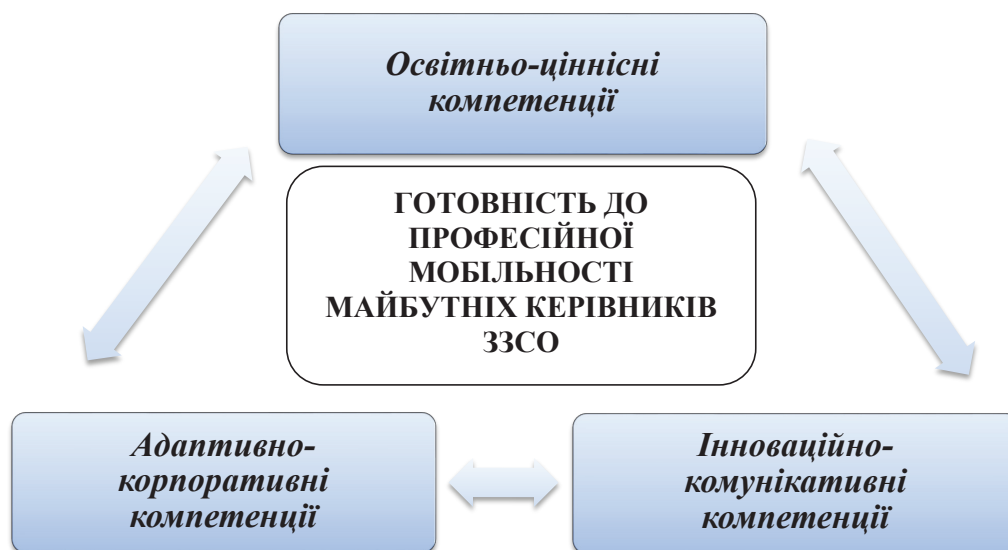 Освітньо-ціннісні
компетенції
ГОТОВНІСТЬ ДО
ПРОФЕСІЙНОЇ
МОБІЛЬНОСТІ
МАЙБУТНІХ КЕРІВНИКІВ
ЗЗСО
Адаптивно-
корпоративні
компетенції
Інноваційно-
комунікативні
компетенції